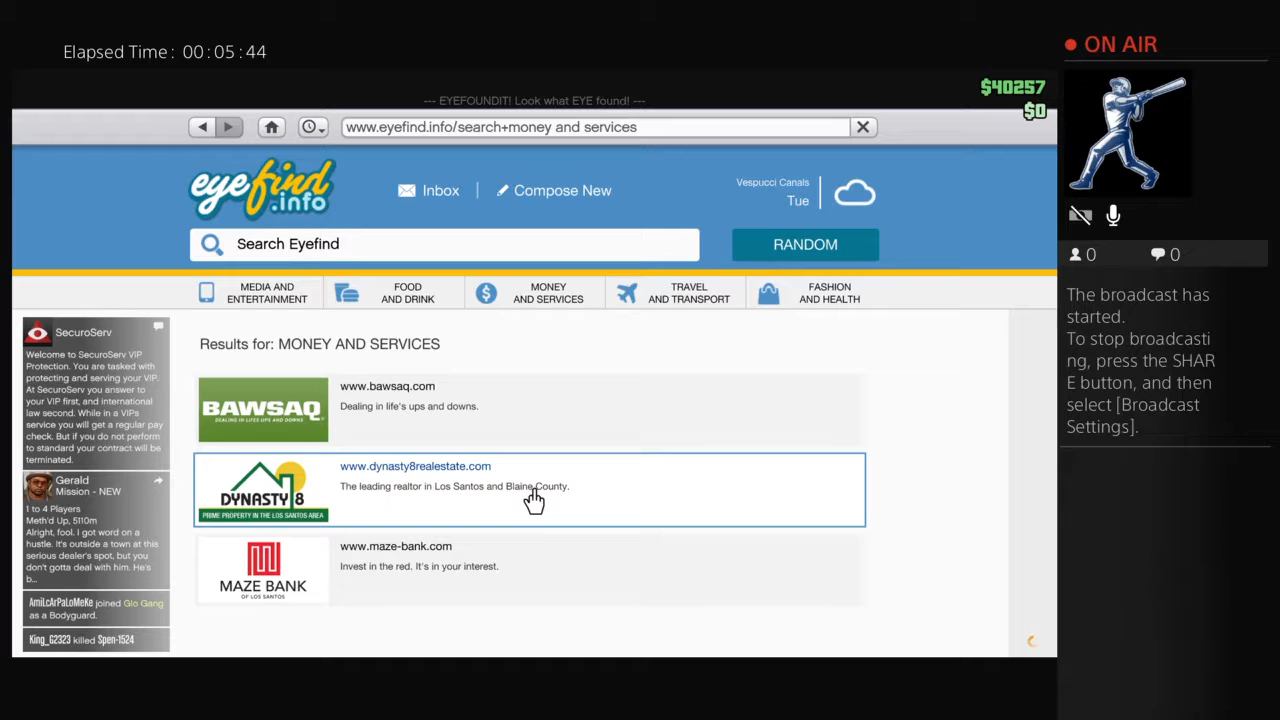 Elapsed Time: 00:05:44
ON AIR
--- EYEFOUNDIT! Look what EYE found! ---
$40257
$0
www.eyefind.info/search+money and services
eyefind
.info
Inbox
Compose New
Vespucci Canals
Tue
Search Eyefind
RANDOM
MEDIA AND
ENTERTAINMENT
FOOD
AND DRINK
MONEY
AND SERVICES
TRAVEL
AND TRANSPORT
FASHION
AND HEALTH
Results for: MONEY AND SERVICES
BAWSAQ
DEALING IN LIFES UPS AND DOWNS
www.bawsaq.com
Dealing in life's ups and downs.
DYNASTY 8
PRIME PROPERTY IN THE LOS SANTOS AREA
www.dynasty8realestate.com
The leading realtor in Los Santos and Blaine County.
MAZE BANK
OF LOS SANTOS
www.maze-bank.com
Invest in the red. It's in your interest.
SecuroServ
Welcome to SecuroServ VIP
Protection. You are tasked with
protecting and serving your VIP.
At SecuroServ you answer to
your VIP first, and international
law second. While in a VIPs
service you will get a regular pay
check. But if you do not perform
to standard your contract will be
terminated.
Gerald
Mission - NEW
1 to 4 Players
Meth'd Up, 5110m
Alright, fool. I got word on a
hustle. It's outside a town at this
serious dealer's spot, but you
don't gotta deal with him. He's
b...
AmiLcArPaLoMeKe joined Glo Gang
as a Bodyguard.
King_G2323 killed Spen-1524
0
0
The broadcast has
started.
To stop broadcasti
ng, press the SHAR
E button, and then
select [Broadcast
Settings].